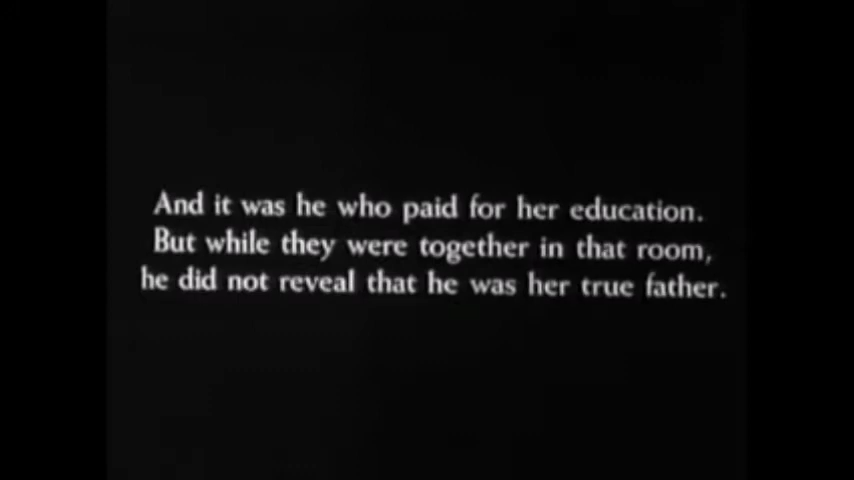 And it was he who paid for her education.
But while they were together in that room,
he did not reveal that he was her true father.